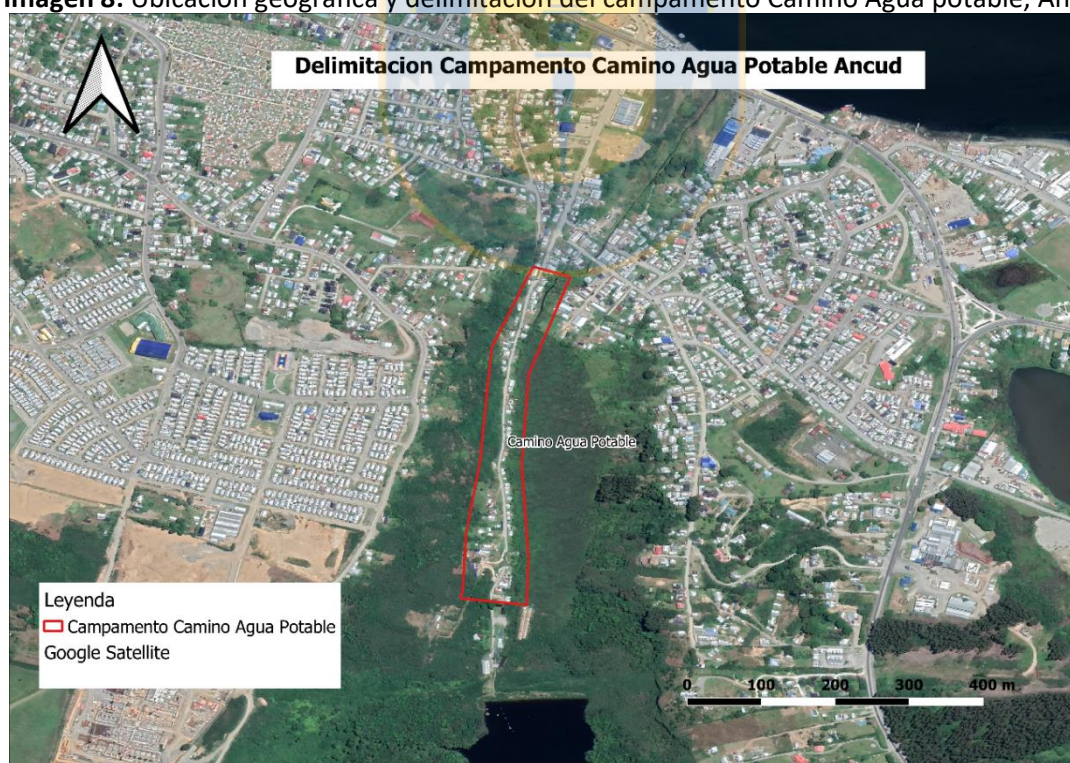 Imagen 8: Ubicación geográfica y delimitación del campamento Camino Agua potable, An
Delimitacion Campamento Camino Agua Potable Ancud
Camino Agua Potable
Leyenda
Campamento Camino Agua Potable
Google Satellite
0 100 200 300 400 m